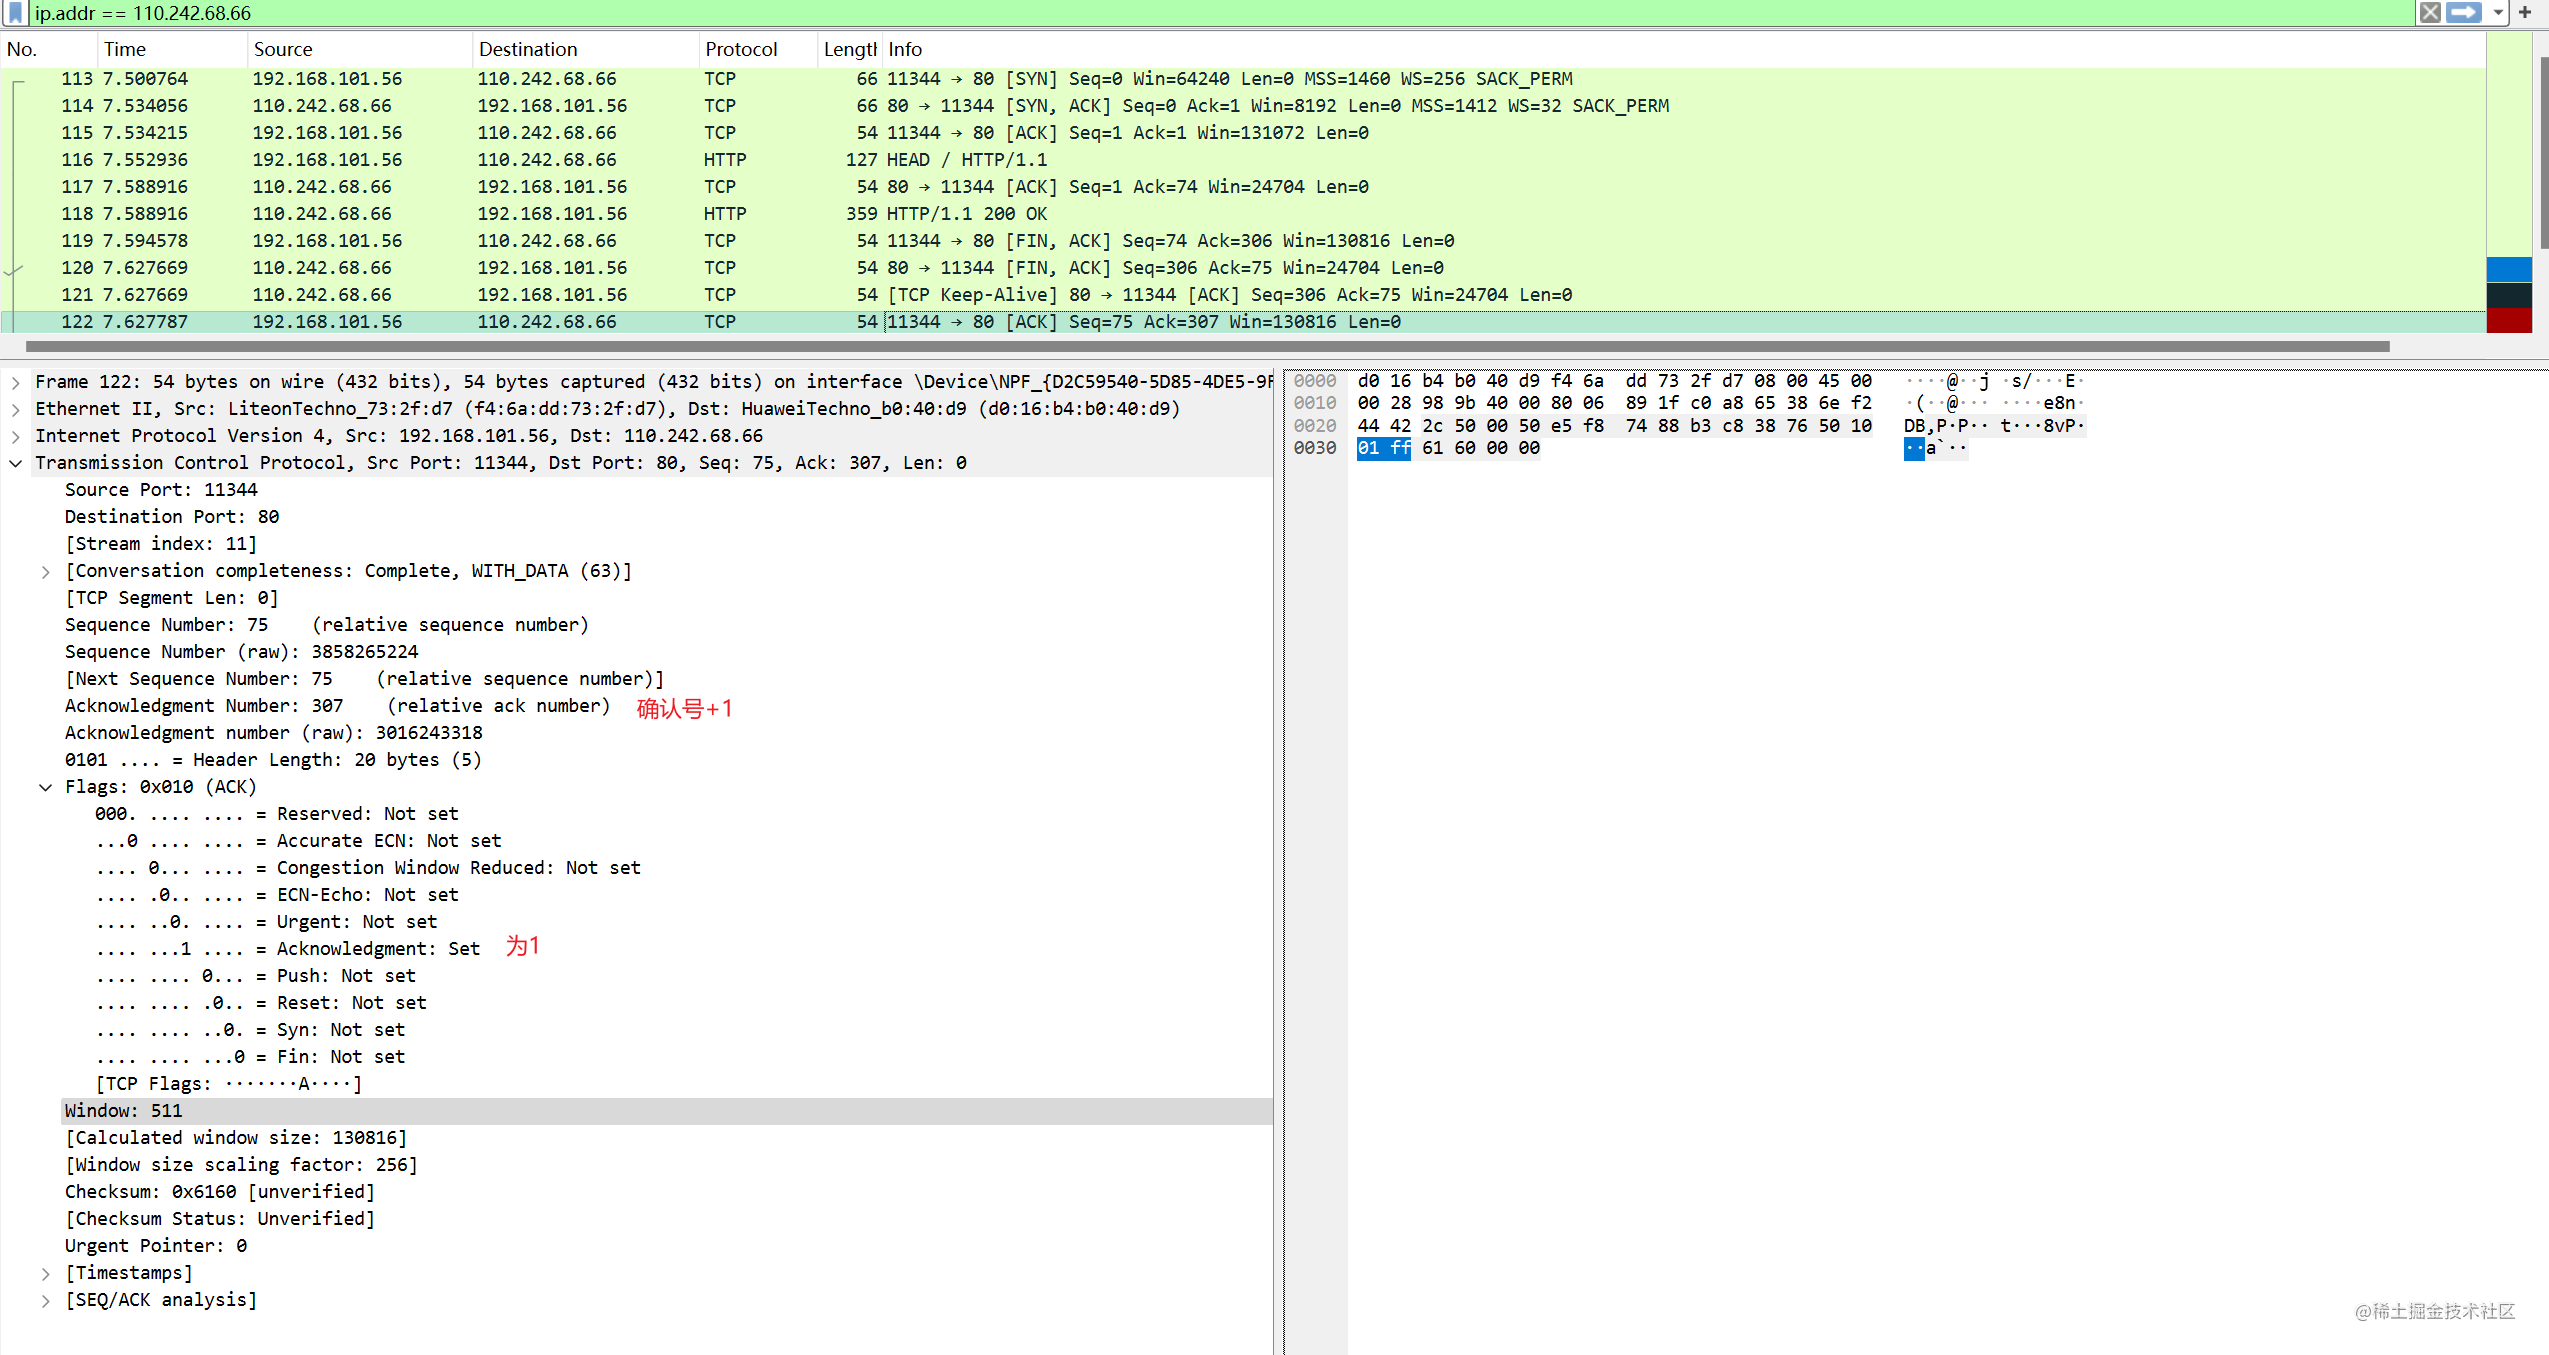 ip.addr == 110.242.68.66
No. Time Source Destination Protocol Lengtl Info
113 7.500764 192.168.101.56 110.242.68.66 TCP 66 11344 → 80 [SYN] Seq=0 Win=64240 Len=0 MSS=1460 WS=256 SACK_PERM
114 7.534056 110.242.68.66 192.168.101.56 TCP 66 80 → 11344 [SYN, ACK] Seq=0 Ack=1 Win=8192 Len=0 MSS=1412 WS=32 SACK_PERM
115 7.534215 192.168.101.56 110.242.68.66 TCP 54 11344 → 80 [ACK] Seq=1 Ack=1 Win=131072 Len=0
116 7.552936 192.168.101.56 110.242.68.66 HTTP 127 HEAD / HTTP/1.1
117 7.588916 110.242.68.66 192.168.101.56 TCP 54 80 → 11344 [ACK] Seq=1 Ack=74 Win=24704 Len=0
118 7.588916 110.242.68.66 192.168.101.56 HTTP 359 HTTP/1.1 200 OK
119 7.594578 192.168.101.56 110.242.68.66 TCP 54 11344 → 80 [FIN, ACK] Seq=74 Ack=306 Win=130816 Len=0
120 7.627669 110.242.68.66 192.168.101.56 TCP 54 80 → 11344 [FIN, ACK] Seq=306 Ack=75 Win=24704 Len=0
121 7.627669 110.242.68.66 192.168.101.56 TCP 54 [TCP Keep-Alive] 80 → 11344 [ACK] Seq=306 Ack=75 Win=24704 Len=0
122 7.627787 192.168.101.56 110.242.68.66 TCP 54 11344 → 80 [ACK] Seq=75 Ack=307 Win=130816 Len=0
Frame 122: 54 bytes on wire (432 bits), 54 bytes captured (432 bits) on interface \Device\NPF_{D2C59540-5D85-4DE5-9F
Ethernet II, Src: LiteonTechno_73:2f:d7 (f4:6a:dd:73:2f:d7), Dst: HuaweiTechno_b0:40:d9 (d0:16:b4:b0:40:d9)
Internet Protocol Version 4, Src: 192.168.101.56, Dst: 110.242.68.66
Transmission Control Protocol, Src Port: 11344, Dst Port: 80, Seq: 75, Ack: 307, Len: 0
Source Port: 11344
Destination Port: 80
[Stream index: 11]
[Conversation completeness: Complete, WITH_DATA (63)]
[TCP Segment Len: 0]
Sequence Number: 75 (relative sequence number)
Sequence Number (raw): 3858265224
[Next Sequence Number: 75 (relative sequence number)]
Acknowledgment Number: 307 (relative ack number) 确认号+1
Acknowledgment number (raw): 3016243318
0101 .... = Header Length: 20 bytes (5)
Flags: 0x010 (ACK)
000. .... .... = Reserved: Not set
...0 .... .... = Accurate ECN: Not set
.... 0... .... = Congestion Window Reduced: Not set
.... .0.. .... = ECN-Echo: Not set
.... ..0. .... = Urgent: Not set
.... ...1 .... = Acknowledgment: Set 为1
.... .... 0... = Push: Not set
.... .... .0.. = Reset: Not set
.... .... ..0. = Syn: Not set
.... .... ...0 = Fin: Not set
[TCP Flags: ·······A····]
Window: 511
[Calculated window size: 130816]
[Window size scaling factor: 256]
Checksum: 0x6160 [unverified]
[Checksum Status: Unverified]
Urgent Pointer: 0
[Timestamps]
[SEQ/ACK analysis]
0000 d0 16 b4 b0 40 d9 f4 6a dd 73 2f d7 08 00 45 00 ····@··j ·s/···E·
0010 00 28 98 9b 40 00 80 06 89 1f c0 a8 65 38 6e f2 ·(··@··· ····e8n·
0020 44 42 2c 50 00 50 e5 f8 74 88 b3 c8 38 76 50 10 DB,P·P·· t···8vP·
0030 01 ff 61 60 00 00 ··a`··
@稀土掘金技术社区